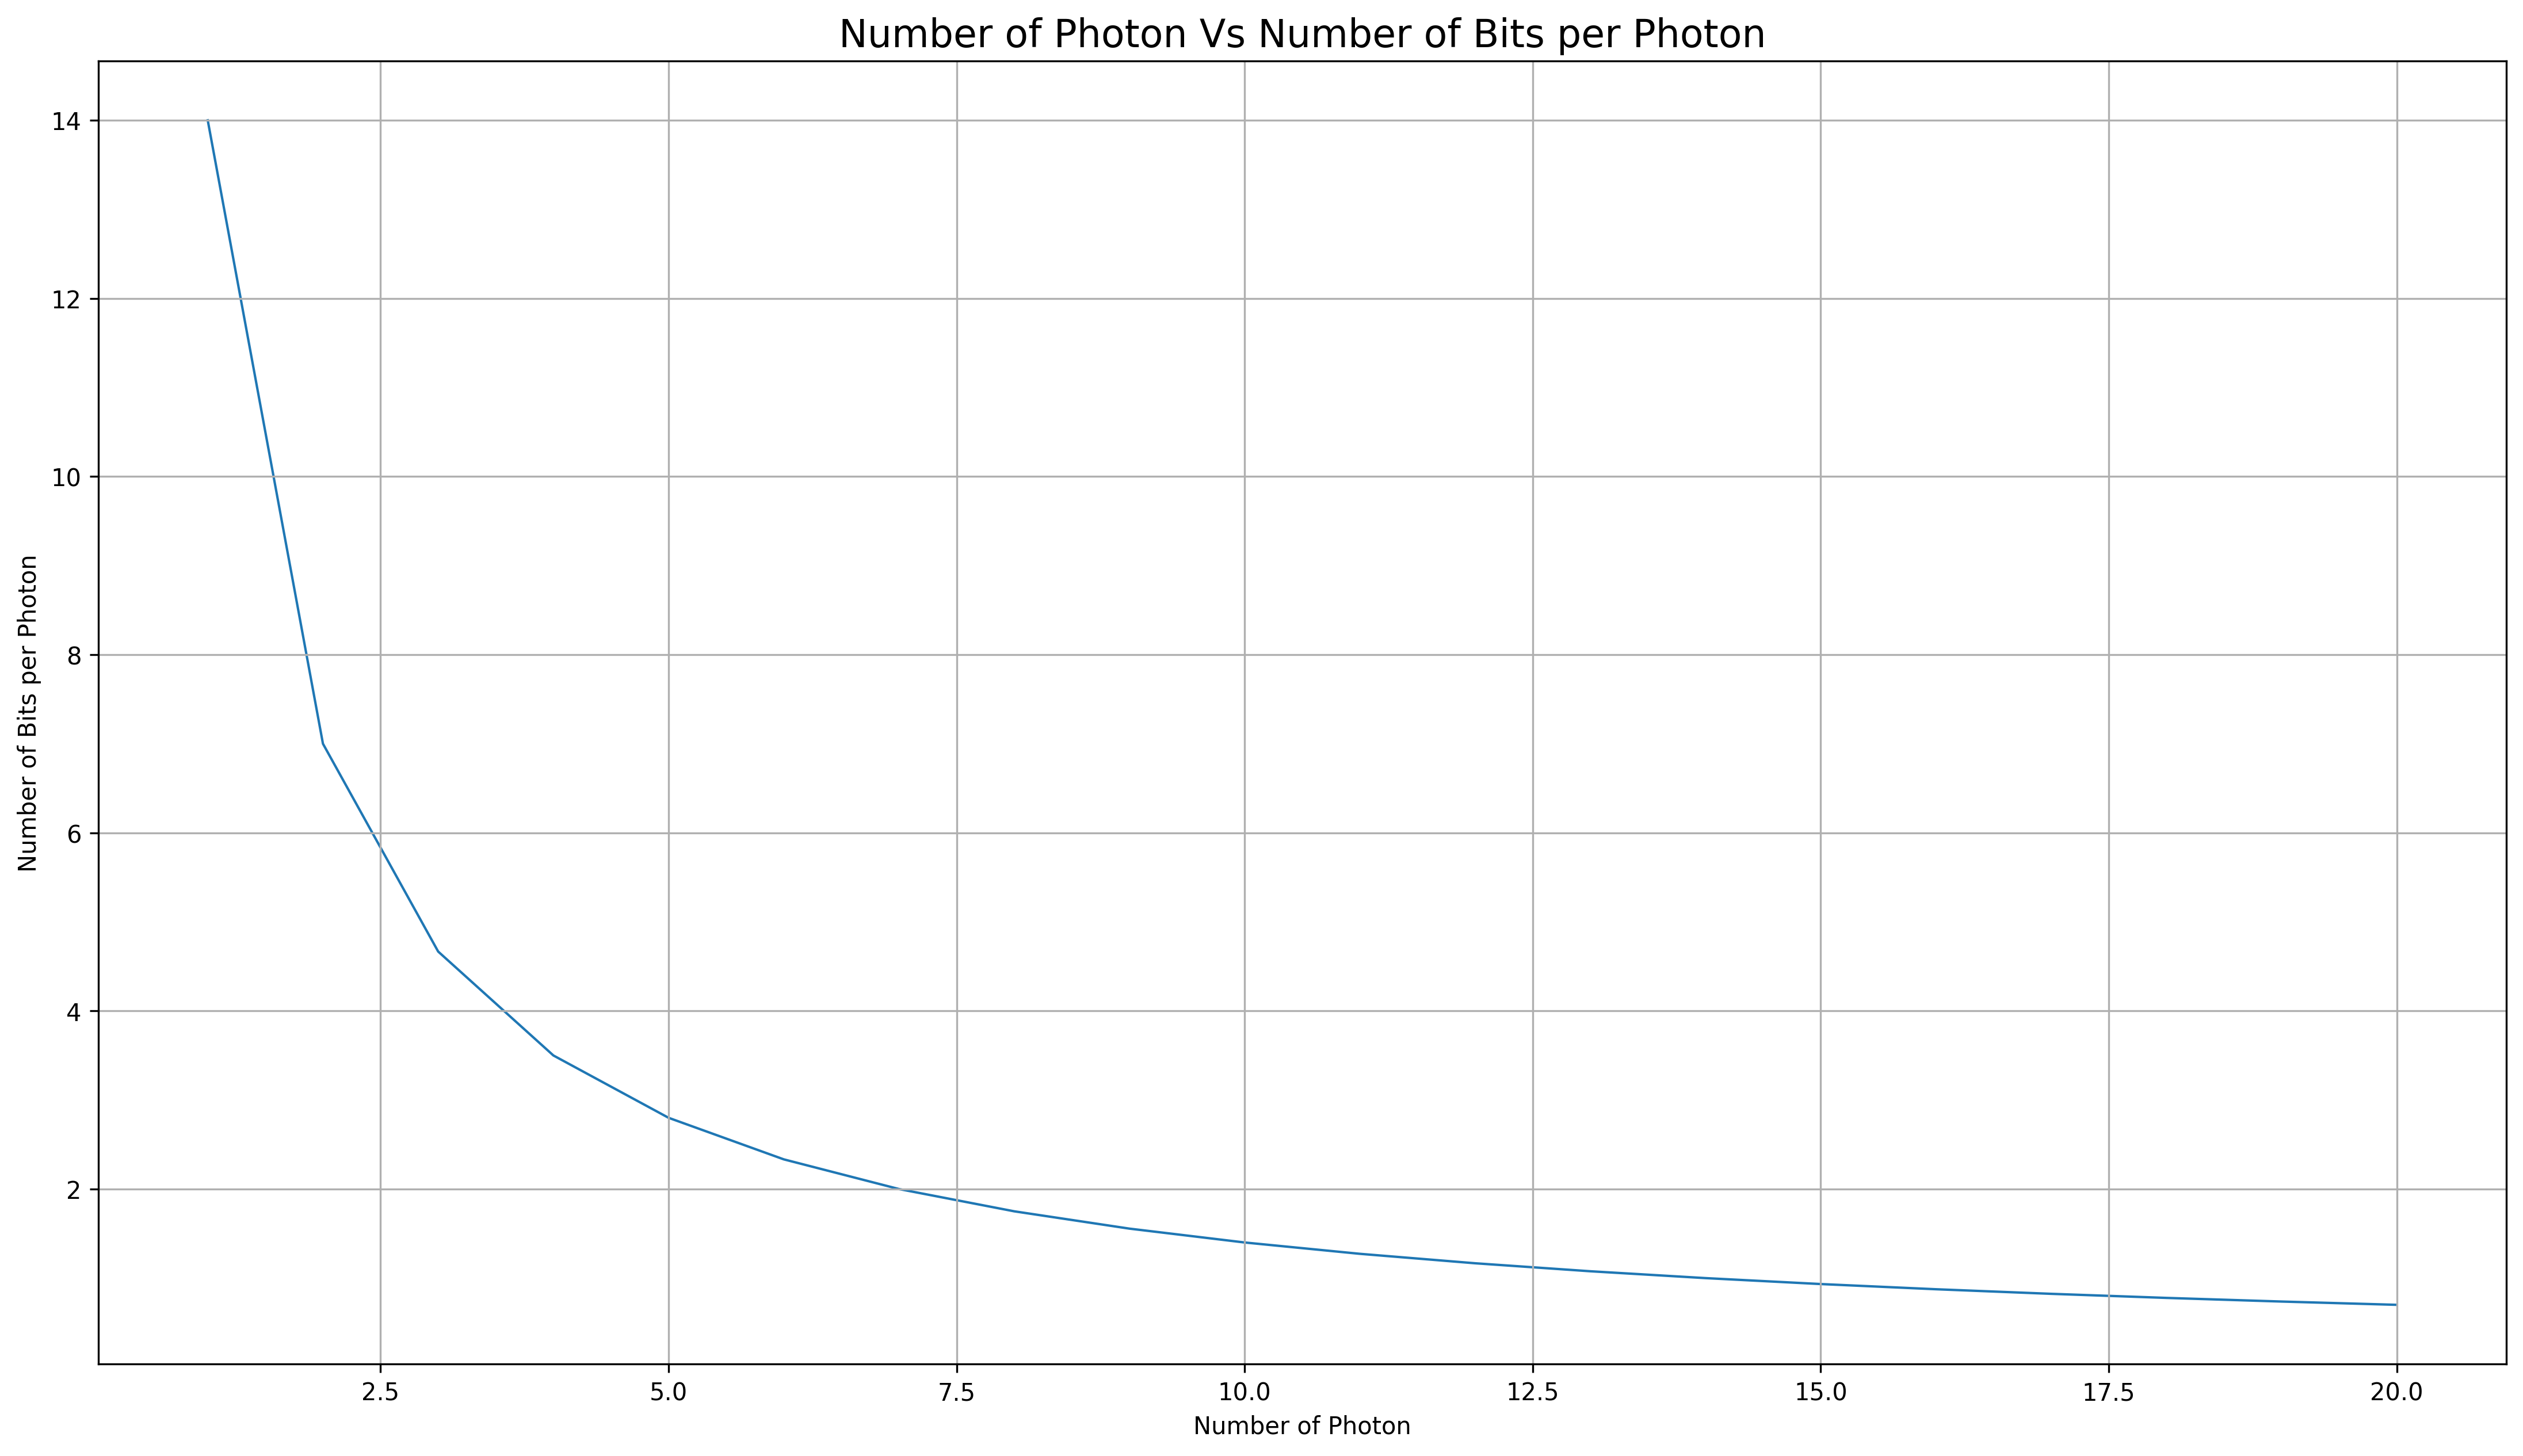 Number of Photon Vs Number of Bits per Photon
14
12
10
8
6
4
2
Number of Bits per Photon
2.5 5.0 7.5 10.0 12.5 15.0 17.5 20.0
Number of Photon